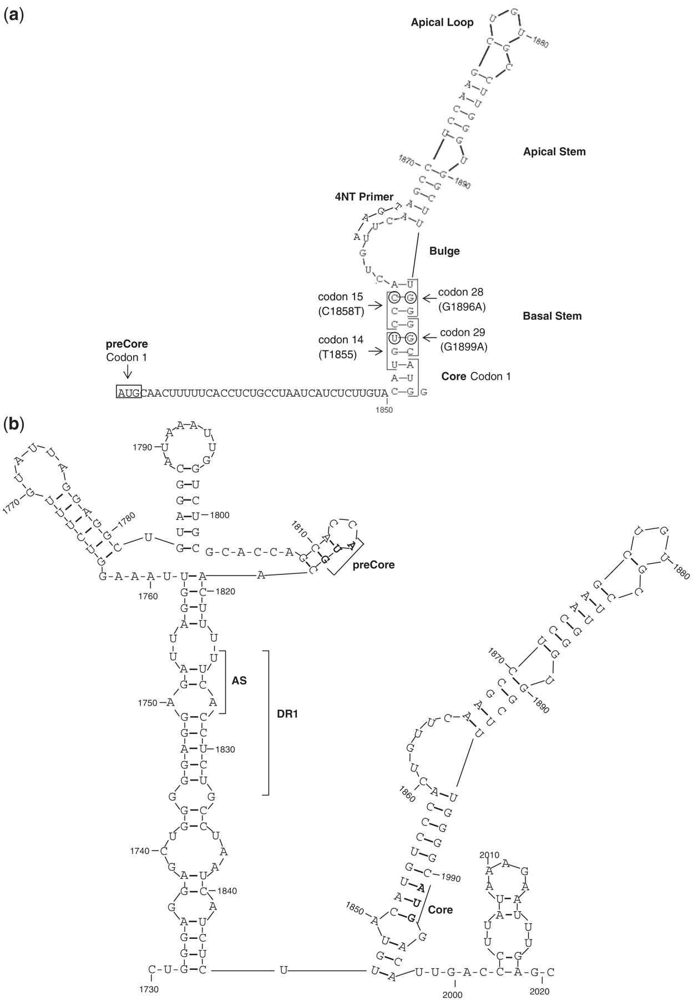 (a)
Apical Loop
U G
U
1880
C G
C
G C
A U
A U
C G
C G
U G
Apical Stem
U
1870
C G
1890
C G
G C
4NT Primer
A A G T
A U
U G U U C A U
Bulge
U C A U
codon 15
(C1858T)
C G
C G
C G
codon 28
(G1896A)
Basal Stem
codon 14
(T1855)
U G
G C
U A
codon 29
(G1899A)
preCore
Codon 1
A U
Core Codon 1
AUGCAACUUUUUCACCUCUGCCUAAUCAUCUCUUGUA
C G G
1850
(b)
1790
U A A A U U G
A C G
G U
G C
A U
1800
U G
G C
1770
1780
U
G C A C C A G C
1810
A C C A U G
preCore
G A A A U U A
A
C
1760
G C
1820
G U
A U
U U
U U
A U
G C
AS
1750
A A
G C
DR1
G C
A U
1830
G C
G U
G G
G C
G C
U U
1740
C A
G A
A U
G C
1840
G A
A U
G C
G U
C U G C
U
1730
U G
U
1880
C G
C
G C
A U
A U
C G
C G
U G
U
1870
C G
1890
C G
G C
A U
A U
U G U U C
U C A U
1860
C G
C G
C G
U G
G C
1990
U A
A U
C G
Core
1850
A G
U A
G C
U A
U U G A C C C A G C
2000
2010
A A G
A A
U A
A U
U U
U U
C G
2020